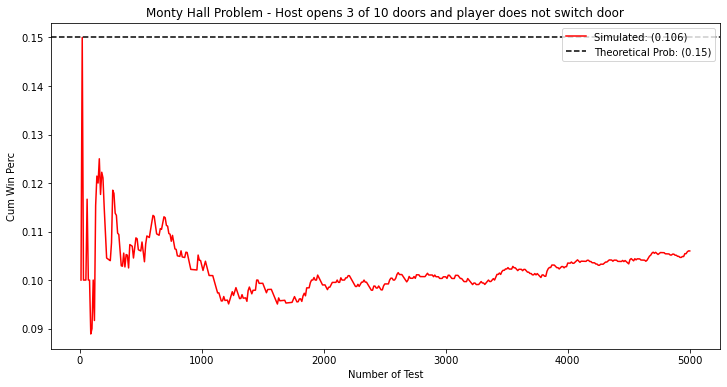 Monty Hall Problem - Host opens 3 of 10 doors and player does not switch door
Simulated: (0.106)
Theoretical Prob: (0.15)
Cum Win Perc
0.15
0.14
0.13
0.12
0.11
0.10
0.09
0 1000 2000 3000 4000 5000
Number of Test